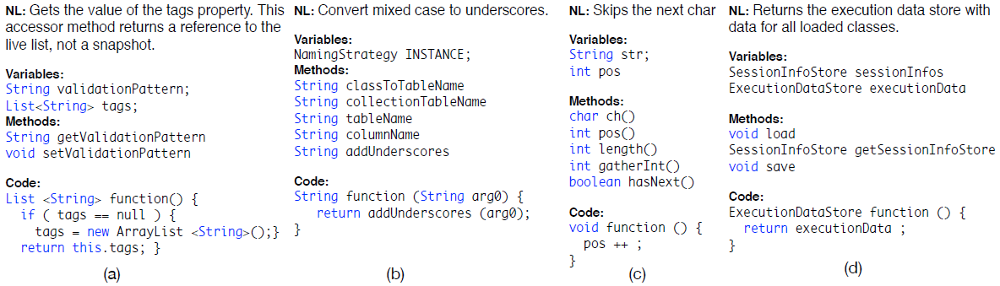 NL: Gets the value of the tags property. This
accessor method returns a reference to the
live list, not a snapshot.
Variables:
String validationPattern;
List<String> tags;
Methods:
String getValidationPattern
void setValidationPattern
Code:
List <String> function() {
if ( tags == null ) {
tags = new ArrayList <String>();}
return this.tags; }
(a)
NL: Convert mixed case to underscores.
Variables:
NamingStrategy INSTANCE;
Methods:
String classToTableName
String collectionTableName
String tableName
String columnName
String addUnderscores
Code:
String function (String arg0) {
return addUnderscores (arg0);
}
(b)
NL: Skips the next char
Variables:
String str;
int pos
Methods:
char ch()
int pos()
int length()
int gatherInt()
boolean hasNext()
Code:
void function () {
pos ++ ;
}
(c)
NL: Returns the execution data store with
data for all loaded classes.
Variables:
SessionInfoStore sessionInfos
ExecutionDataStore executionData
Methods:
void load
SessionInfoStore getSessionInfoStore
void save
Code:
ExecutionDataStore function () {
return executionData ;
}
(d)